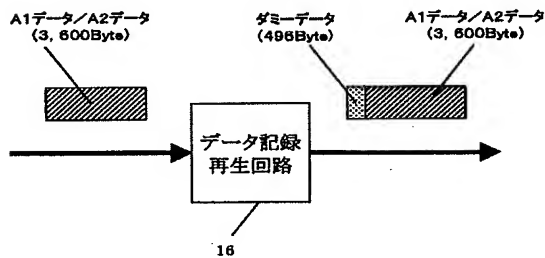 A1データ／A2データ
(3, 600Byte)
ダミーデータ
(496Byte)
A1データ／A2データ
(3, 600Byte)
データ記録
再生回路
16